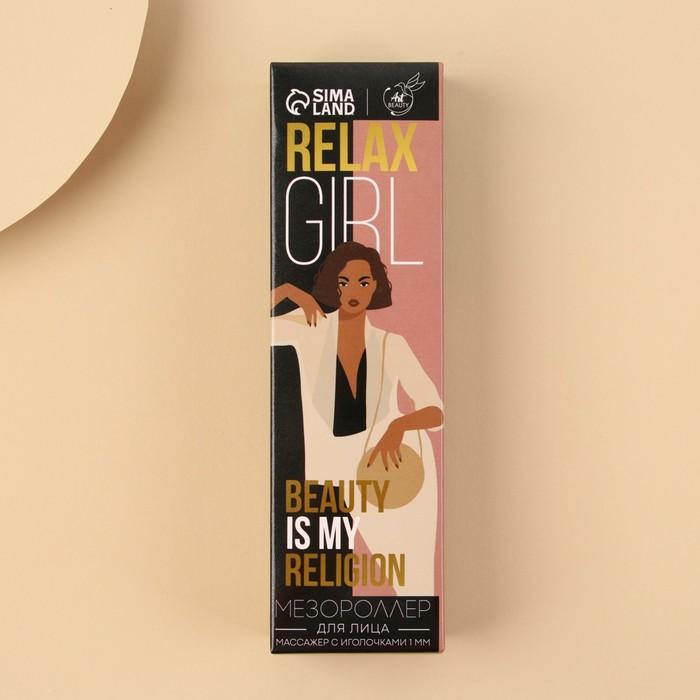 SIMA
LAND
Art
BEAUTY
RELAX
GIRL
BEAUTY
IS MY
RELIGION
МЕЗОРОЛЛЕР
ДЛЯ ЛИЦА
МАССАЖЕР С ИГОЛОЧКАМИ 1 ММ